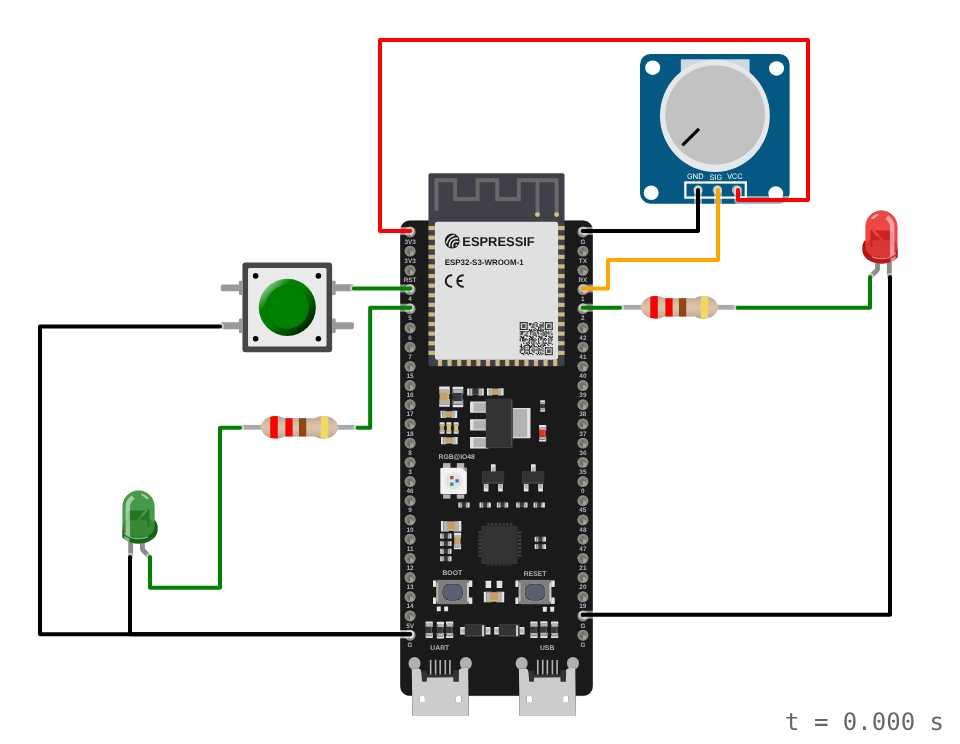 GND SIG VCC
ESPRESSIF
ESP32-S3-WROOM-1
CE
3V3
3V3
RST
4
5
6
7
15
16
17
18
8
3
46
9
10
11
12
13
14
5V
G
G
TX
RX
1
2
42
41
40
39
38
37
36
35
0
45
48
47
21
20
19
G
G
RGB@IO48
BOOT
RESET
UART
USB
t = 0.000 s